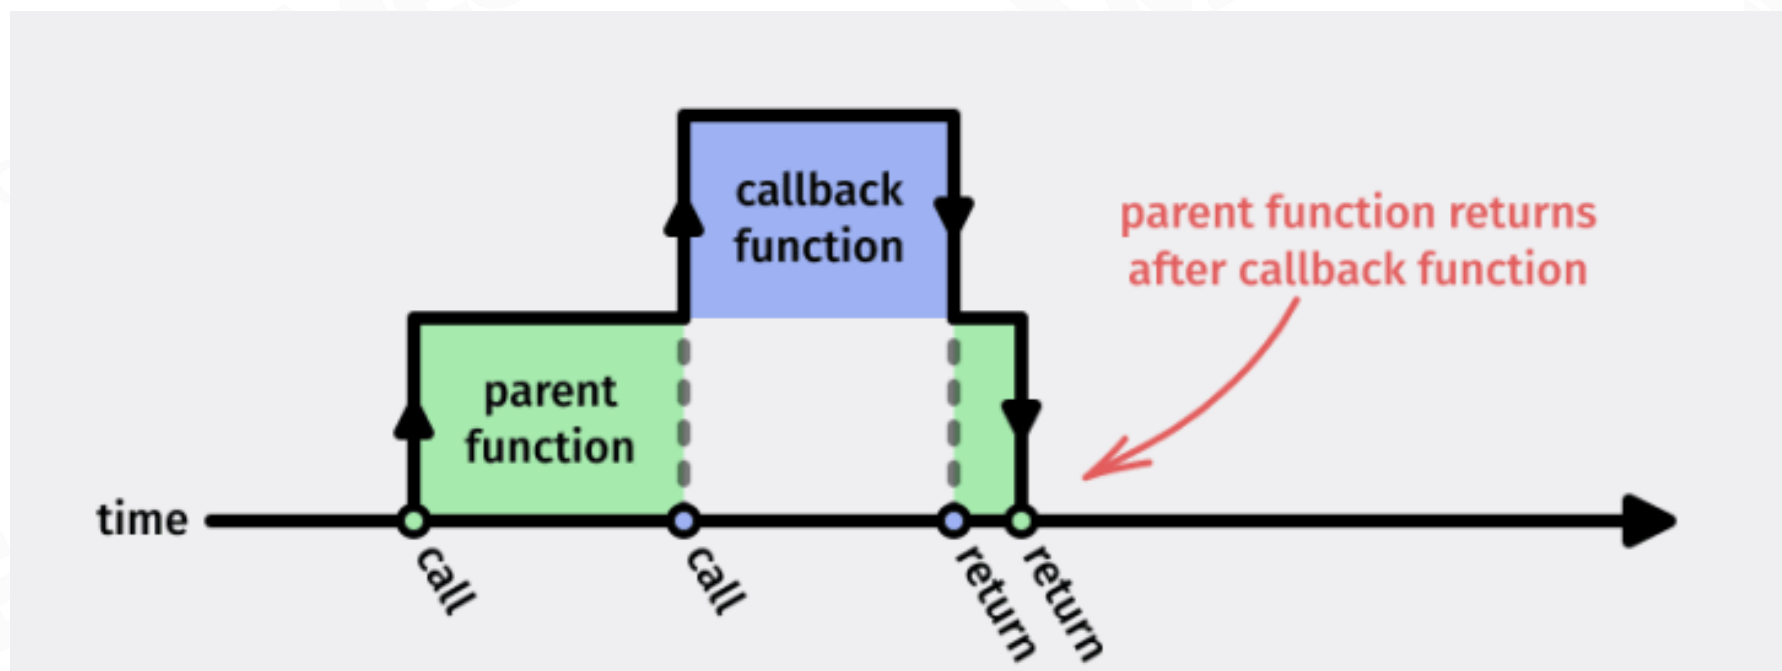 callback
function
parent function returns
after callback function
parent
function
time
call
call
return
return